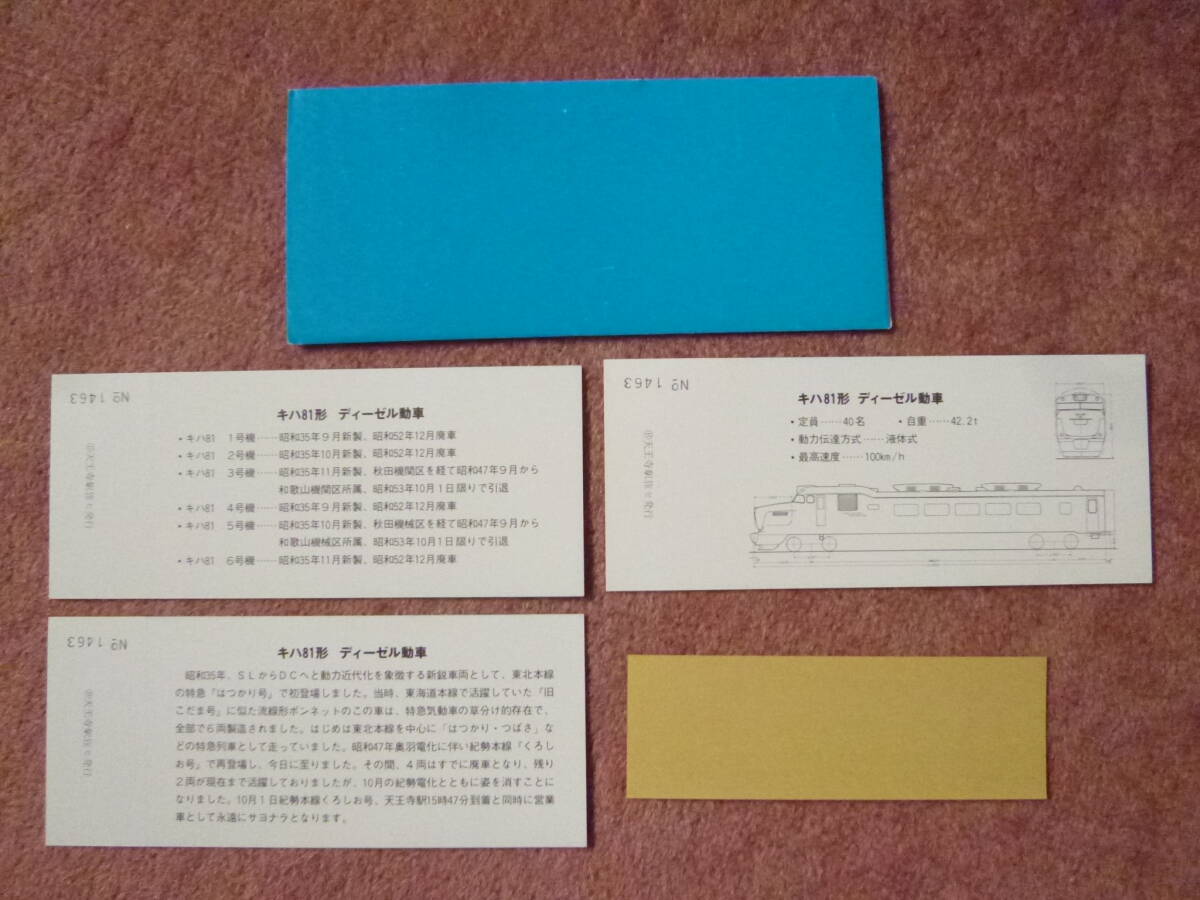 № 1463
キハ81形 ディーゼル動車
・キハ81 1号機……昭和35年9月新製、昭和52年12月廃車
・キハ81 2号機……昭和35年10月新製、昭和52年12月廃車
・キハ81 3号機……昭和35年11月新製、秋田機関区を経て昭和47年9月から
和歌山機関区所属、昭和53年10月1日限りで引退
・キハ81 4号機……昭和35年9月新製、昭和52年12月廃車
・キハ81 5号機……昭和35年10月新製、秋田機械区を経て昭和47年9月から
和歌山機械区所属、昭和53年10月1日限りで引退
・キハ81 6号機……昭和35年11月新製、昭和52年12月廃車
№ 1463
キハ81形 ディーゼル動車
・定員……40名 ・自重……42.2t
・動力伝達方式……液体式
・最高速度……100km/h
№ 1463
キハ81形 ディーゼル動車
昭和35年、SLからDCへと動力近代化を象徴する新鋭車両として、東北本線
の特急「はつかり号」で初登場しました。当時、東海道本線で活躍していた「旧
こだま号」に似た流線形ボンネットのこの車は、特急気動車の草分け的存在で、
全部で6両製造されました。はじめは東北本線を中心に「はつかり・つばさ」な
どの特急列車として走っていました。昭和47年奥羽電化に伴い紀勢本線「くろし
お号」で再登場し、今日に至りました。その間、4両はすでに廃車となり、残り
2両が現在まで活躍しておりましたが、10月の紀勢電化とともに姿を消すことに
なりました。10月1日紀勢本線くろしお号、天王寺駅15時47分到着と同時に営業
車として永遠にサヨナラとなります。